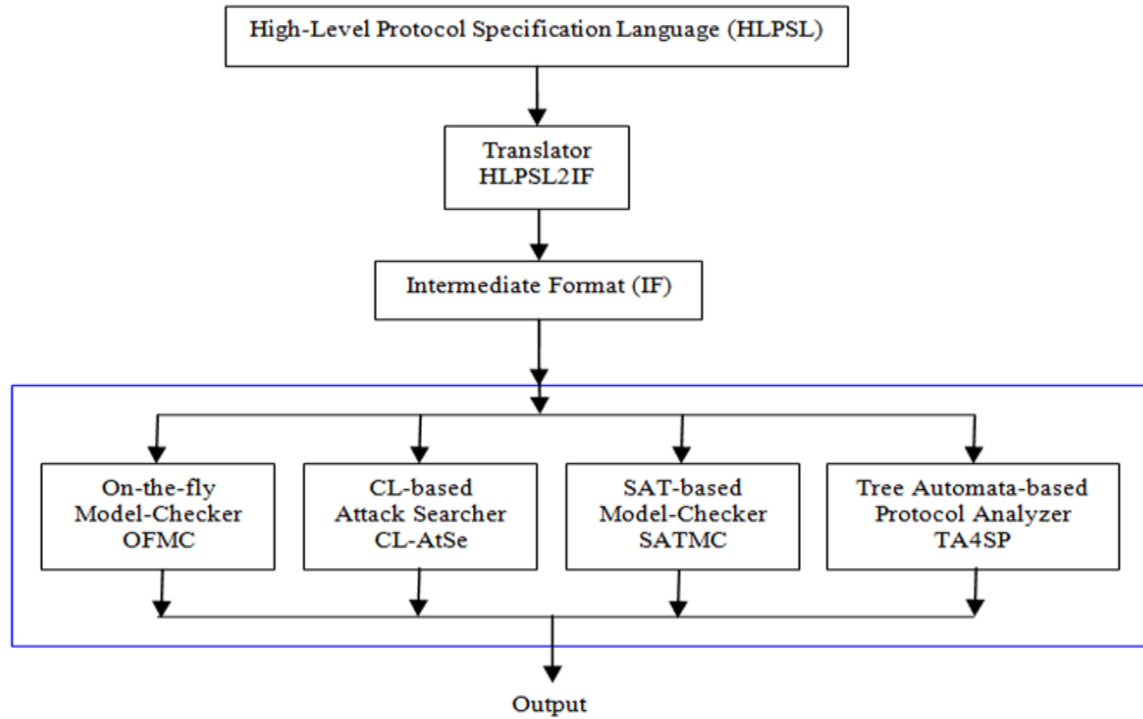 High-Level Protocol Specification Language (HLPSL)
Translator
HLPSL2IF
Intermediate Format (IF)
On-the-fly
Model-Checker
OFMC
CL-based
Attack Searcher
CL-AtSe
SAT-based
Model-Checker
SATMC
Tree Automata-based
Protocol Analyzer
TA4SP
Output